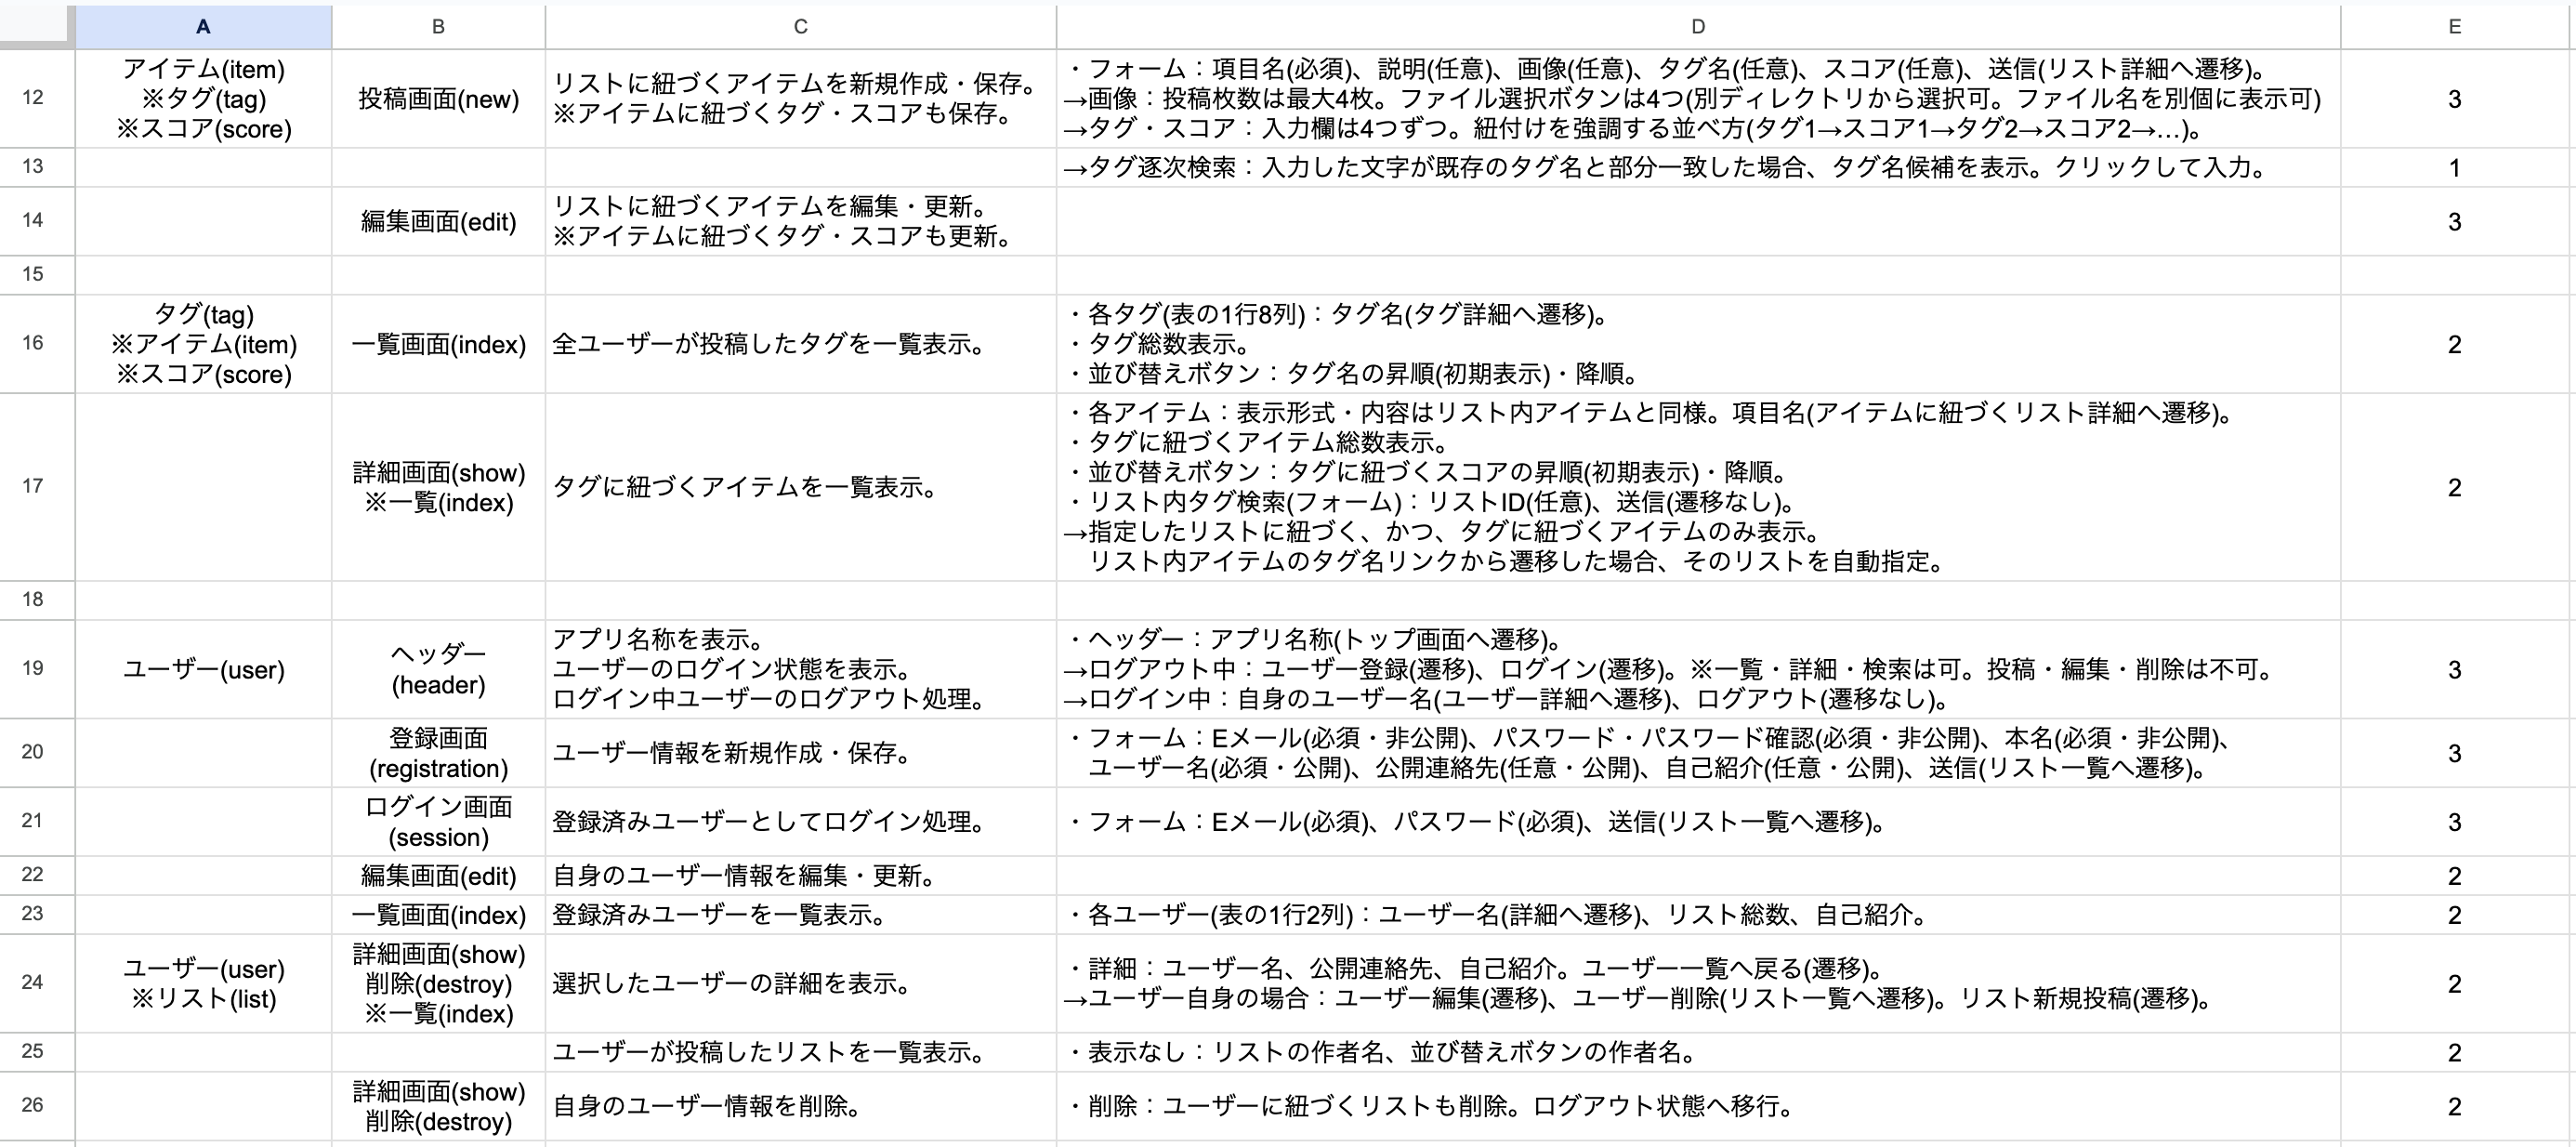 A B C D E
12
アイテム(item)
※タグ(tag)
※スコア(score)
投稿画面(new)
リストに紐づくアイテムを新規作成・保存。
※アイテムに紐づくタグ・スコアも保存。
・フォーム：項目名(必須)、説明(任意)、画像(任意)、タグ名(任意)、スコア(任意)、送信(リスト詳細へ遷移)。
→画像：投稿枚数は最大4枚。ファイル選択ボタンは4つ(別ディレクトリから選択可。ファイル名を別個に表示可)
→タグ・スコア：入力欄は4つずつ。紐付けを強調する並べ方(タグ1→スコア1→タグ2→スコア2→…)。
3
13
→タグ逐次検索：入力した文字が既存のタグ名と部分一致した場合、タグ名候補を表示。クリックして入力。
1
14
編集画面(edit)
リストに紐づくアイテムを編集・更新。
※アイテムに紐づくタグ・スコアも更新。
3
15
16
タグ(tag)
※アイテム(item)
※スコア(score)
一覧画面(index)
全ユーザーが投稿したタグを一覧表示。
・各タグ(表の1行8列)：タグ名(タグ詳細へ遷移)。
・タグ総数表示。
・並び替えボタン：タグ名の昇順(初期表示)・降順。
2
17
詳細画面(show)
※一覧(index)
タグに紐づくアイテムを一覧表示。
・各アイテム：表示形式・内容はリスト内アイテムと同様。項目名(アイテムに紐づくリスト詳細へ遷移)。
・タグに紐づくアイテム総数表示。
・並び替えボタン：タグに紐づくスコアの昇順(初期表示)・降順。
・リスト内タグ検索(フォーム)：リストID(任意)、送信(遷移なし)。
→指定したリストに紐づく、かつ、タグに紐づくアイテムのみ表示。
リスト内アイテムのタグ名リンクから遷移した場合、そのリストを自動指定。
2
18
19
ユーザー(user)
ヘッダー
(header)
アプリ名称を表示。
ユーザーのログイン状態を表示。
ログイン中ユーザーのログアウト処理。
・ヘッダー：アプリ名称(トップ画面へ遷移)。
→ログアウト中：ユーザー登録(遷移)、ログイン(遷移)。※一覧・詳細・検索は可。投稿・編集・削除は不可。
→ログイン中：自身のユーザー名(ユーザー詳細へ遷移)、ログアウト(遷移なし)。
3
20
登録画面
(registration)
ユーザー情報を新規作成・保存。
・フォーム：Eメール(必須・非公開)、パスワード・パスワード確認(必須・非公開)、本名(必須・非公開)、
ユーザー名(必須・公開)、公開連絡先(任意・公開)、自己紹介(任意・公開)、送信(リスト一覧へ遷移)。
3
21
ログイン画面
(session)
登録済みユーザーとしてログイン処理。
・フォーム：Eメール(必須)、パスワード(必須)、送信(リスト一覧へ遷移)。
3
22
編集画面(edit)
自身のユーザー情報を編集・更新。
2
23
一覧画面(index)
登録済みユーザーを一覧表示。
・各ユーザー(表の1行2列)：ユーザー名(詳細へ遷移)、リスト総数、自己紹介。
2
24
ユーザー(user)
※リスト(list)
詳細画面(show)
削除(destroy)
※一覧(index)
選択したユーザーの詳細を表示。
・詳細：ユーザー名、公開連絡先、自己紹介。ユーザー一覧へ戻る(遷移)。
→ユーザー自身の場合：ユーザー編集(遷移)、ユーザー削除(リスト一覧へ遷移)。リスト新規投稿(遷移)。
2
25
ユーザーが投稿したリストを一覧表示。
・表示なし：リストの作者名、並び替えボタンの作者名。
2
26
詳細画面(show)
削除(destroy)
自身のユーザー情報を削除。
・削除：ユーザーに紐づくリストも削除。ログアウト状態へ移行。
2